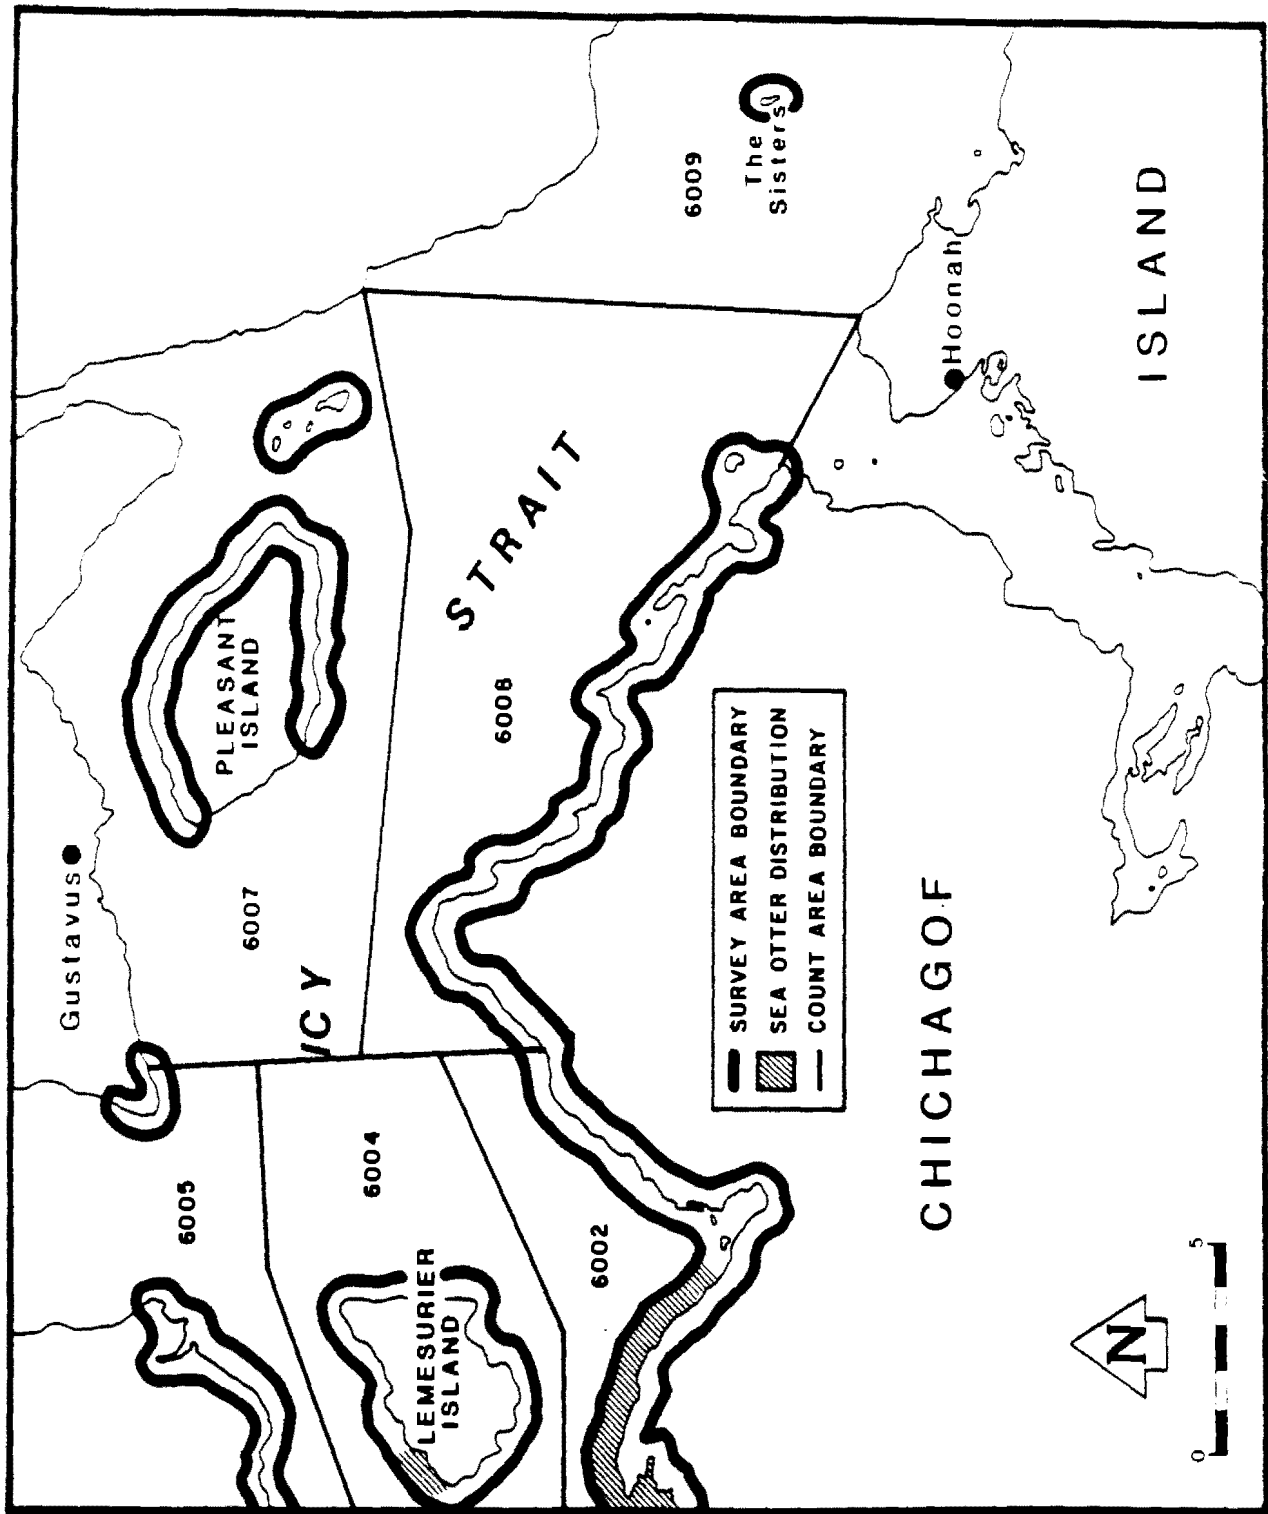 Gustavus
PLEASANT
ISLAND
6007
ICY
STRAIT
6005
6004
LEMESURIER
ISLAND
6002
6008
6009
The
Sisters
Hoonah
CHICHAGOF
ISLAND
SURVEY AREA BOUNDARY
SEA OTTER DISTRIBUTION
COUNT AREA BOUNDARY
N
0 5